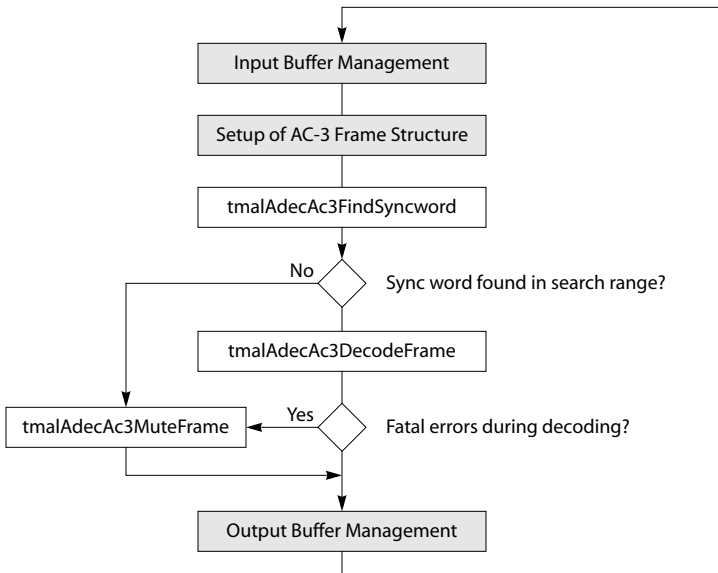 Input Buffer Management
Setup of AC-3 Frame Structure
tmalAdecAc3FindSyncword
No
Sync word found in search range?
tmalAdecAc3DecodeFrame
tmalAdecAc3MuteFrame
Yes
Fatal errors during decoding?
Output Buffer Management